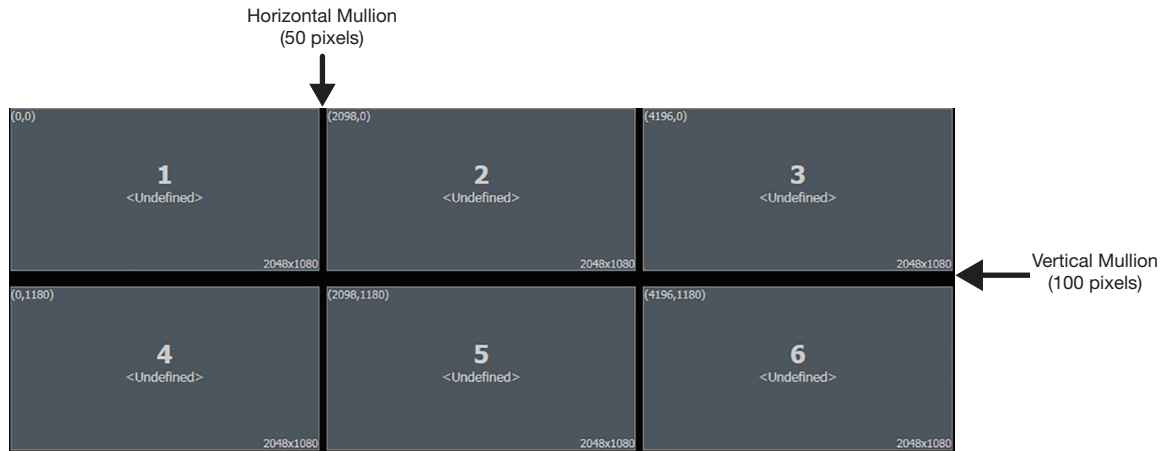 Horizontal Mullion
(50 pixels)
(0,0)
1
<Undefined>
2048x1080
(2098,0)
2
<Undefined>
2048x1080
(4196,0)
3
<Undefined>
2048x1080
Vertical Mullion
(100 pixels)
(0,1180)
4
<Undefined>
2048x1080
(2098,1180)
5
<Undefined>
2048x1080
(4196,1180)
6
<Undefined>
2048x1080